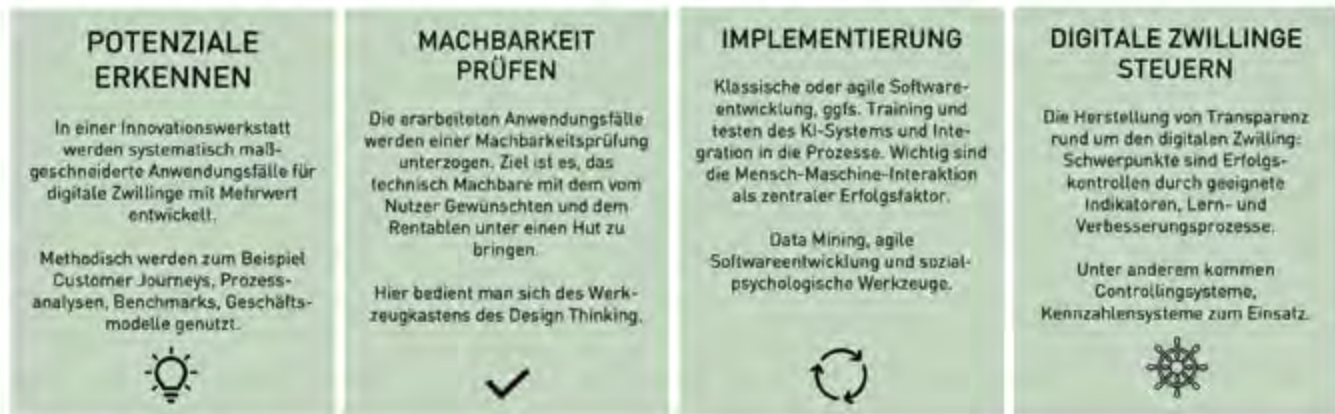 POTENZIALE
ERKENNEN
In einer Innovationswerkstatt
werden systematisch maß-
geschneiderte Anwendungsfälle für
digitale Zwillinge mit Mehrwert
entwickelt.
Methodisch werden zum Beispiel
Customer Journeys, Prozess-
analysen, Benchmarks, Geschäfts-
modelle genutzt.
MACHBARKEIT
PRÜFEN
Die erarbeiteten Anwendungsfälle
werden einer Machbarkeitsprüfung
unterzogen. Ziel ist es, das
technisch Machbare mit dem vom
Nutzer Gewünschten und dem
Rentablen unter einen Hut zu
bringen.
Hier bedient man sich des Werk-
zeugkastens des Design Thinking.
IMPLEMENTIERUNG
Klassische oder agile Software-
entwicklung, ggfs. Training und
testen des KI-Systems und Inte-
gration in die Prozesse. Wichtig sind
die Mensch-Maschine-Interaktion
als zentraler Erfolgsfaktor.
Data Mining, agile
Softwareentwicklung und sozial-
psychologische Werkzeuge.
DIGITALE ZWILLINGE
STEUERN
Die Herstellung von Transparenz
rund um den digitalen Zwilling:
Schwerpunkte sind Erfolgs-
kontrollen durch geeignete
Indikatoren, Lern- und
Verbesserungsprozesse.
Unter anderem kommen
Controllingsysteme,
Kennzahlensysteme zum Einsatz.